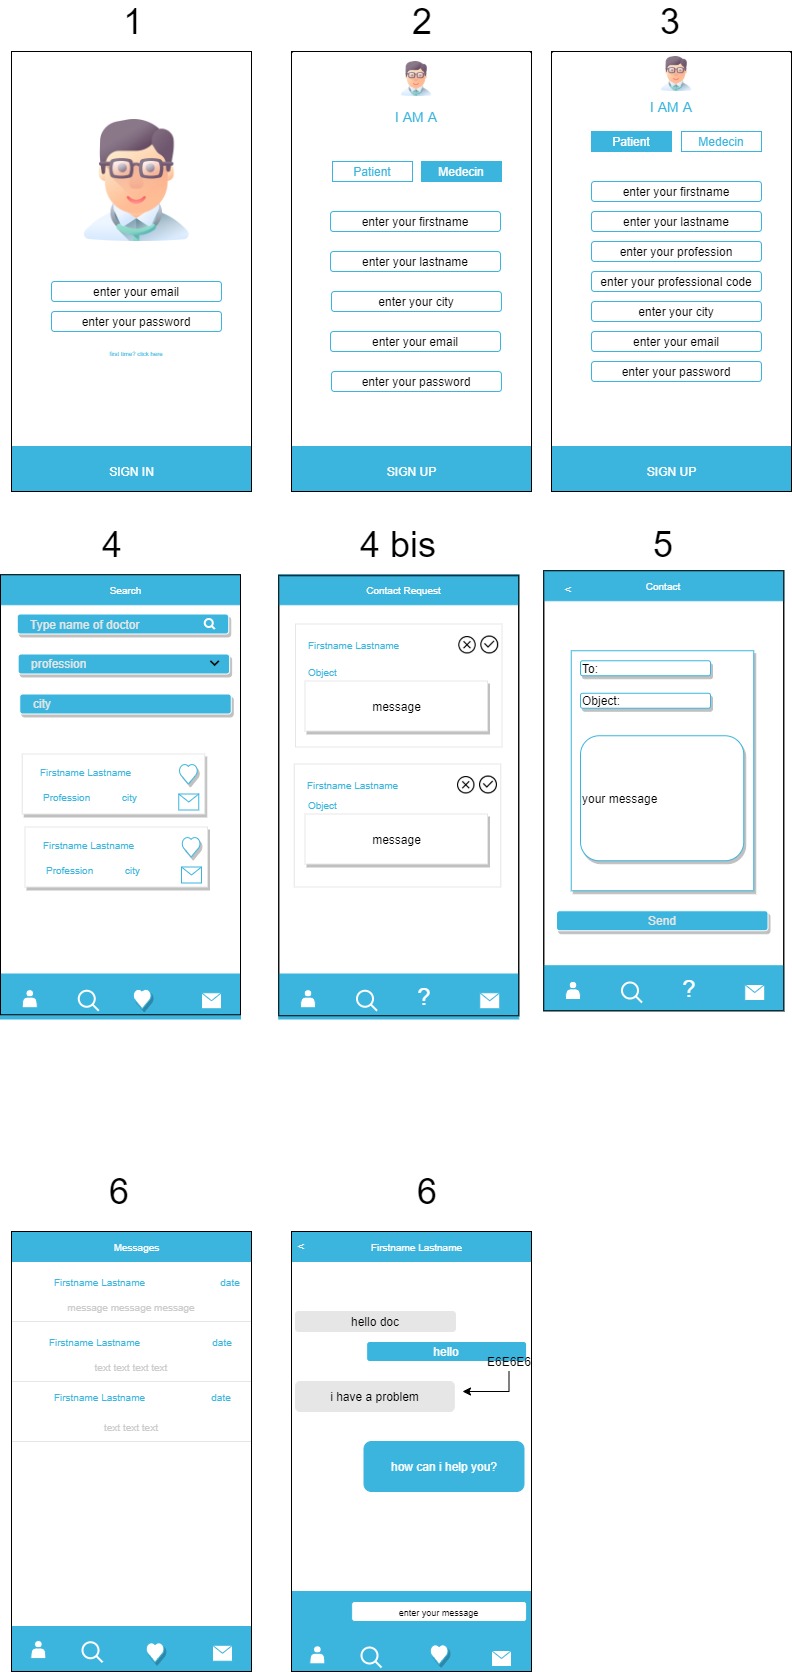 1
enter your email
enter your password
first time? click here
SIGN IN
2
I AM A
Patient
Medecin
enter your firstname
enter your lastname
enter your city
enter your email
enter your password
SIGN UP
3
I AM A
Patient
Medecin
enter your firstname
enter your lastname
enter your profession
enter your professional code
enter your city
enter your email
enter your password
SIGN UP
4
Search
Type name of doctor
profession
city
Firstname Lastname
Profession city
Firstname Lastname
Profession city
4 bis
Contact Request
Firstname Lastname
Object
message
Firstname Lastname
Object
message
?
5
< Contact
To:
Object:
your message
Send
?
6
Messages
Firstname Lastname date
message message message
Firstname Lastname date
text text text text
Firstname Lastname date
text text text
6
< Firstname Lastname
hello doc
hello
E6E6E6
i have a problem
how can i help you?
enter your message